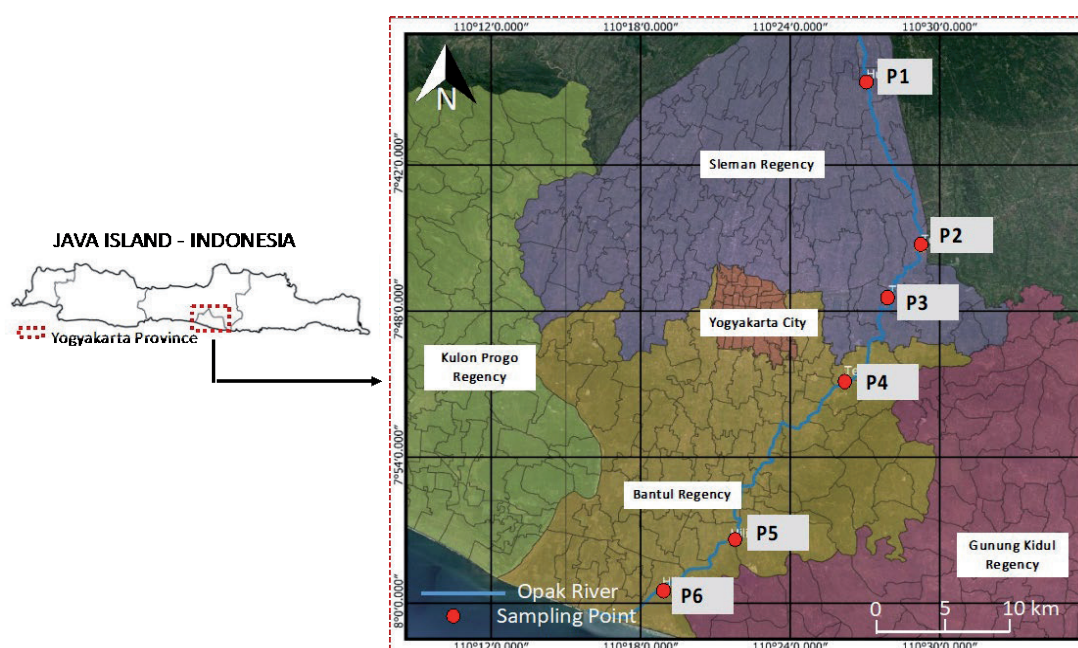 110°12'0.000" 110°18'0.000" 110°24'0.000" 110°30'0.000"
N
P1
Sleman Regency
7°42'0.000"
P2
JAVA ISLAND - INDONESIA
P3
7°48'0.000"
Yogyakarta City
Yogyakarta Province
Kulon Progo
Regency
P4
7°54'0.000"
Bantul Regency
P5
Gunung Kidul
Regency
Opak River
P6
Sampling Point
0 5 10 km
8°0'0.000"
110°12'0.000" 110°18'0.000" 110°24'0.000" 110°30'0.000"